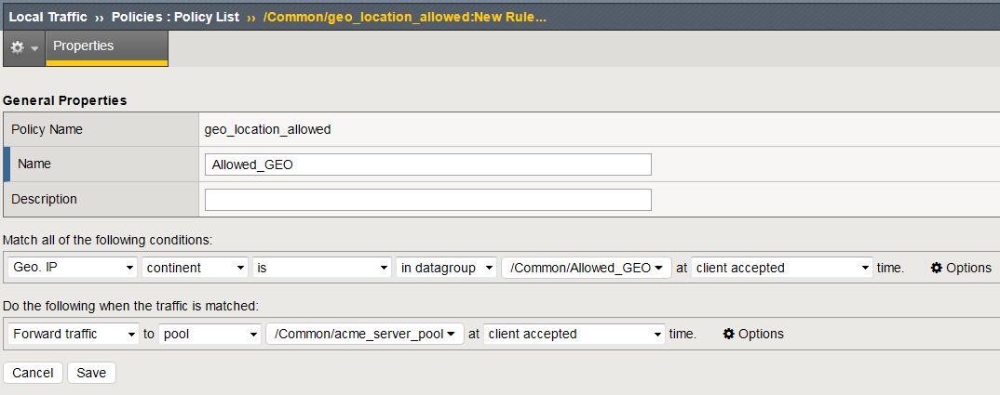 Local Traffic ›› Policies : Policy List ›› /Common/geo_location_allowed:New Rule...
Properties
General Properties
Policy Name geo_location_allowed
Name Allowed_GEO
Description
Match all of the following conditions:
Geo. IP continent is in datagroup /Common/Allowed_GEO at client accepted time. Options
Do the following when the traffic is matched:
Forward traffic to pool /Common/acme_server_pool at client accepted time. Options
Cancel Save